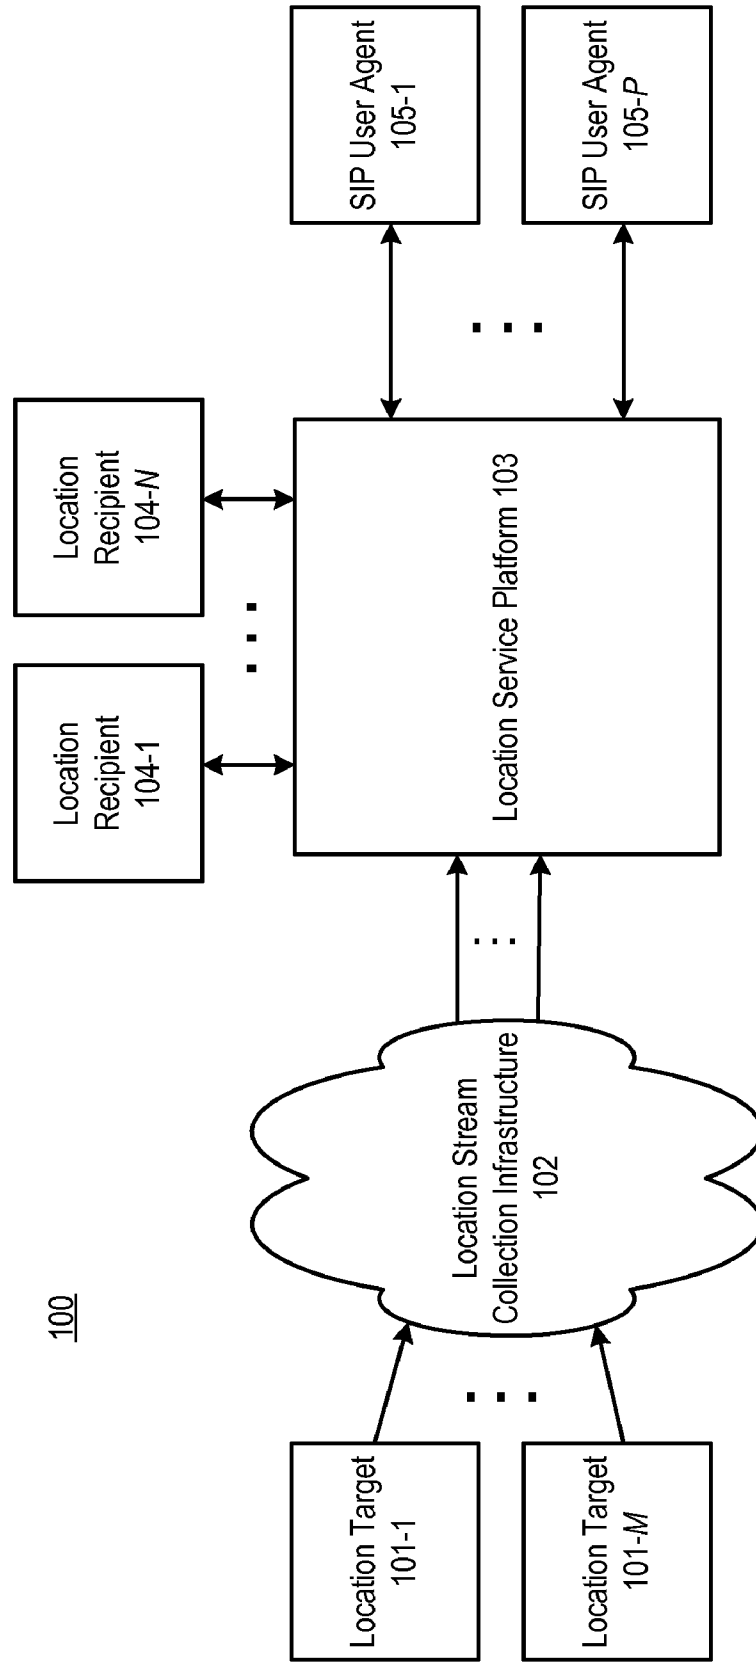 100
Location
Recipient
104-1
Location
Recipient
104-N
Location Target
101-1
Location Target
101-M
Location Stream
Collection Infrastructure
102
Location Service Platform 103
SIP User Agent
105-1
SIP User Agent
105-P